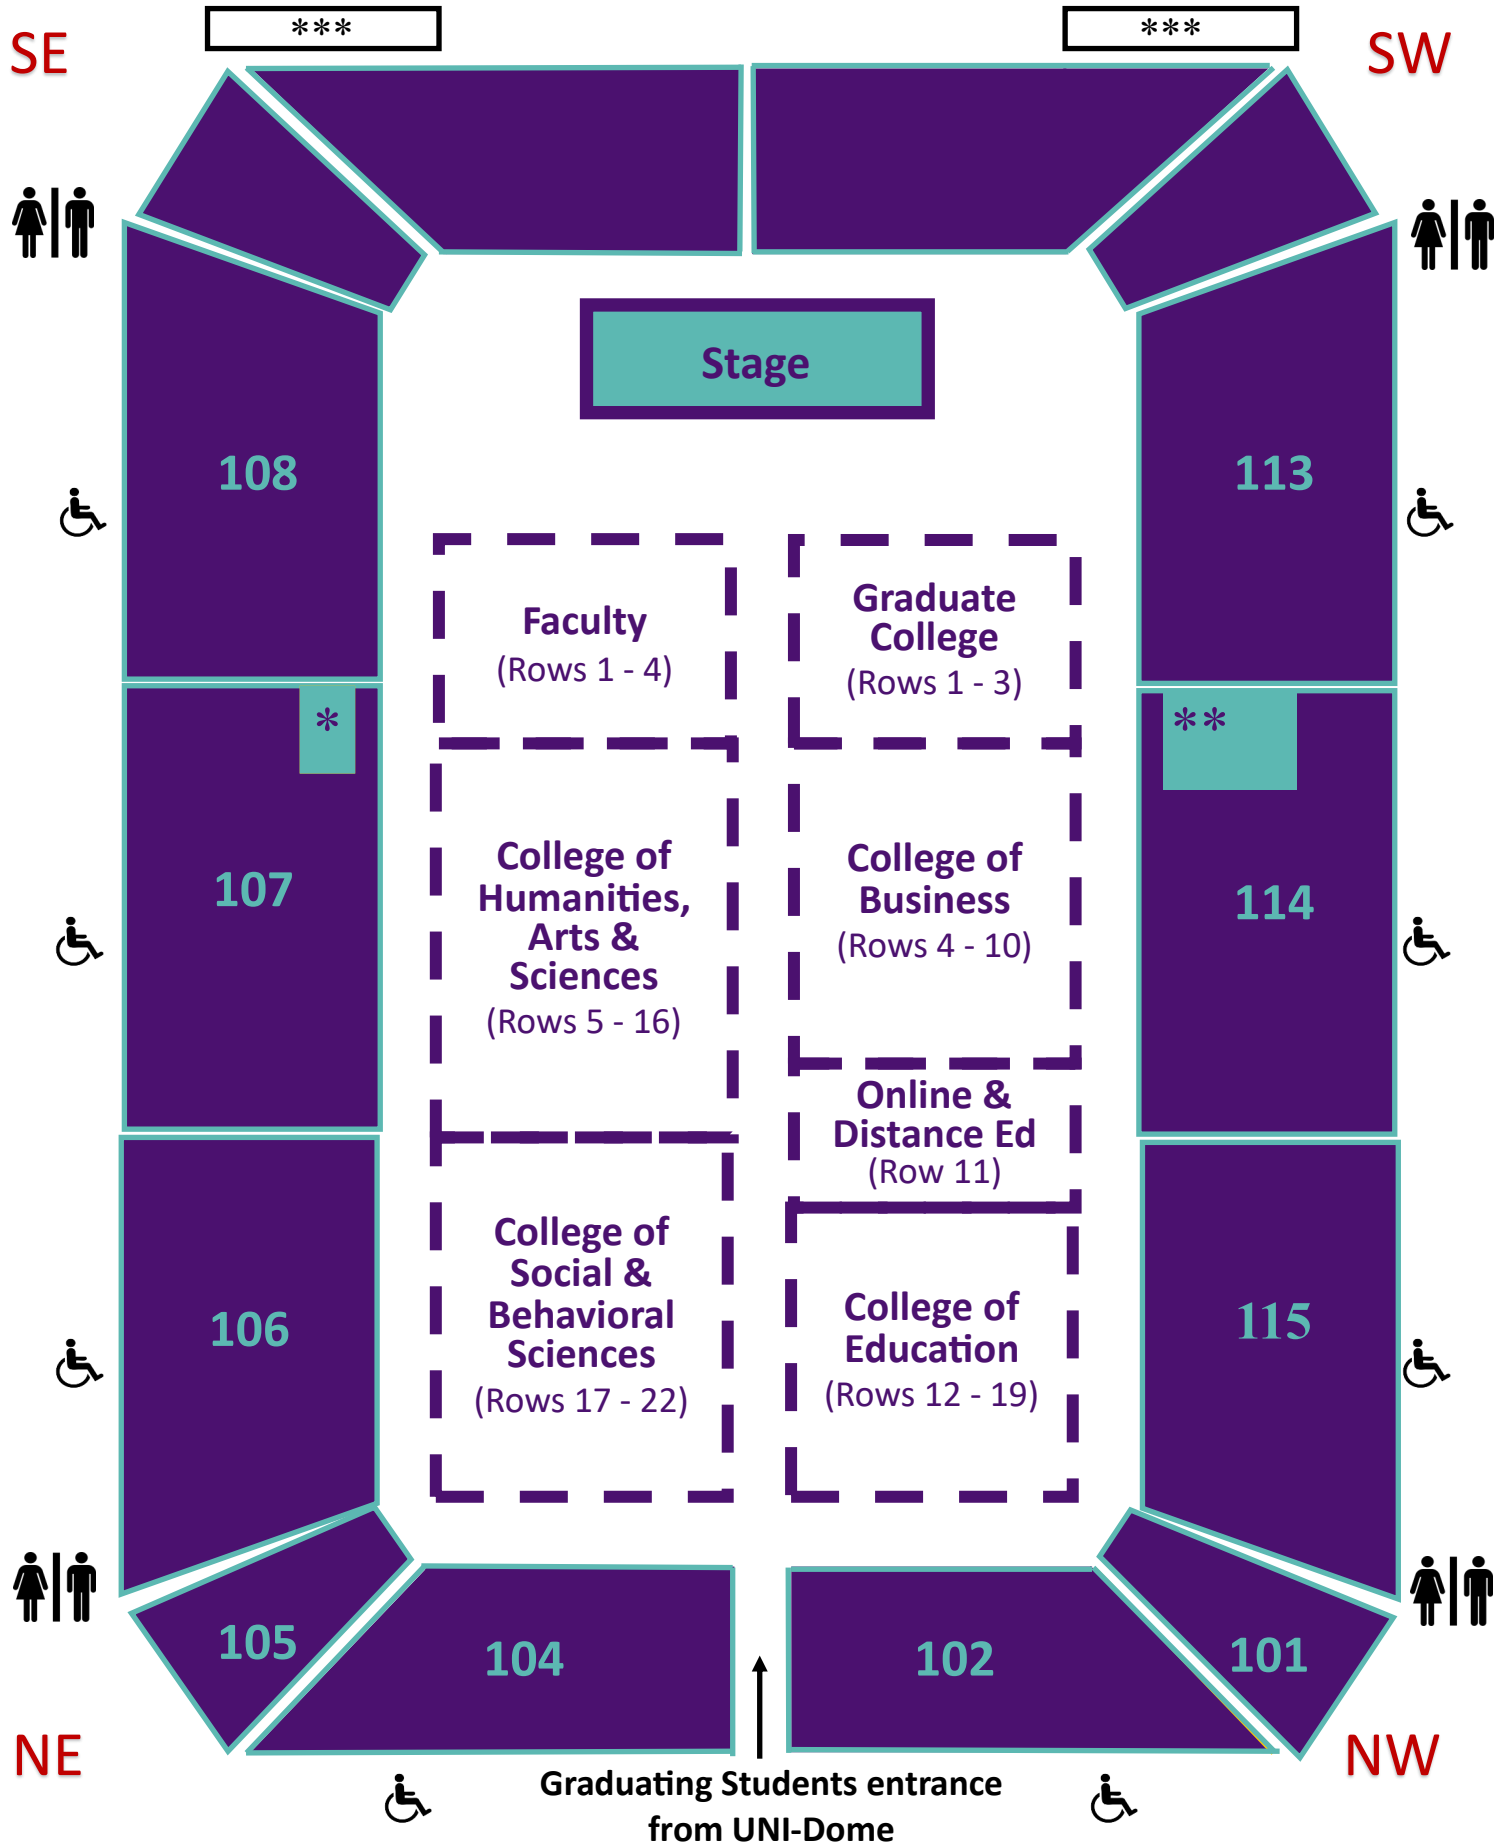 SE
***
***
SW
Stage
108
113
Faculty
(Rows 1 - 4)
Graduate
College
(Rows 1 - 3)
*
**
107
114
College of
Humanities,
Arts &
Sciences
(Rows 5 - 16)
College of
Business
(Rows 4 - 10)
Online &
Distance Ed
(Row 11)
106
115
College of
Social &
Behavioral
Sciences
(Rows 17 - 22)
College of
Education
(Rows 12 - 19)
105
104
102
101
NE
NW
Graduating Students entrance
from UNI-Dome